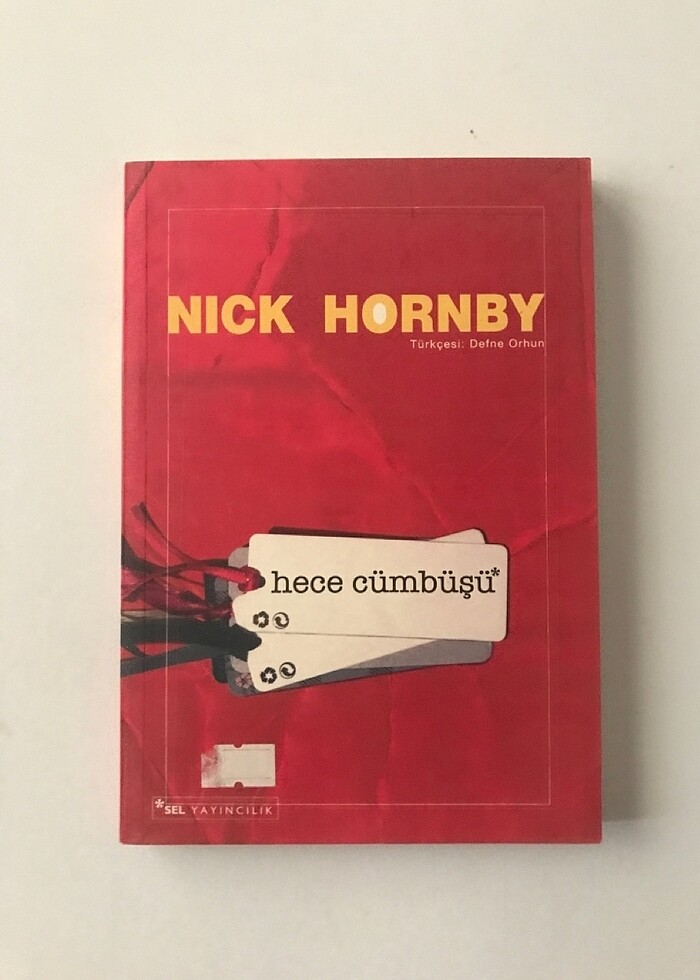 NICK HORNBY
Türkçesi: Defne Orhun
hece cümbüşü*
*SEL YAYINCILIK